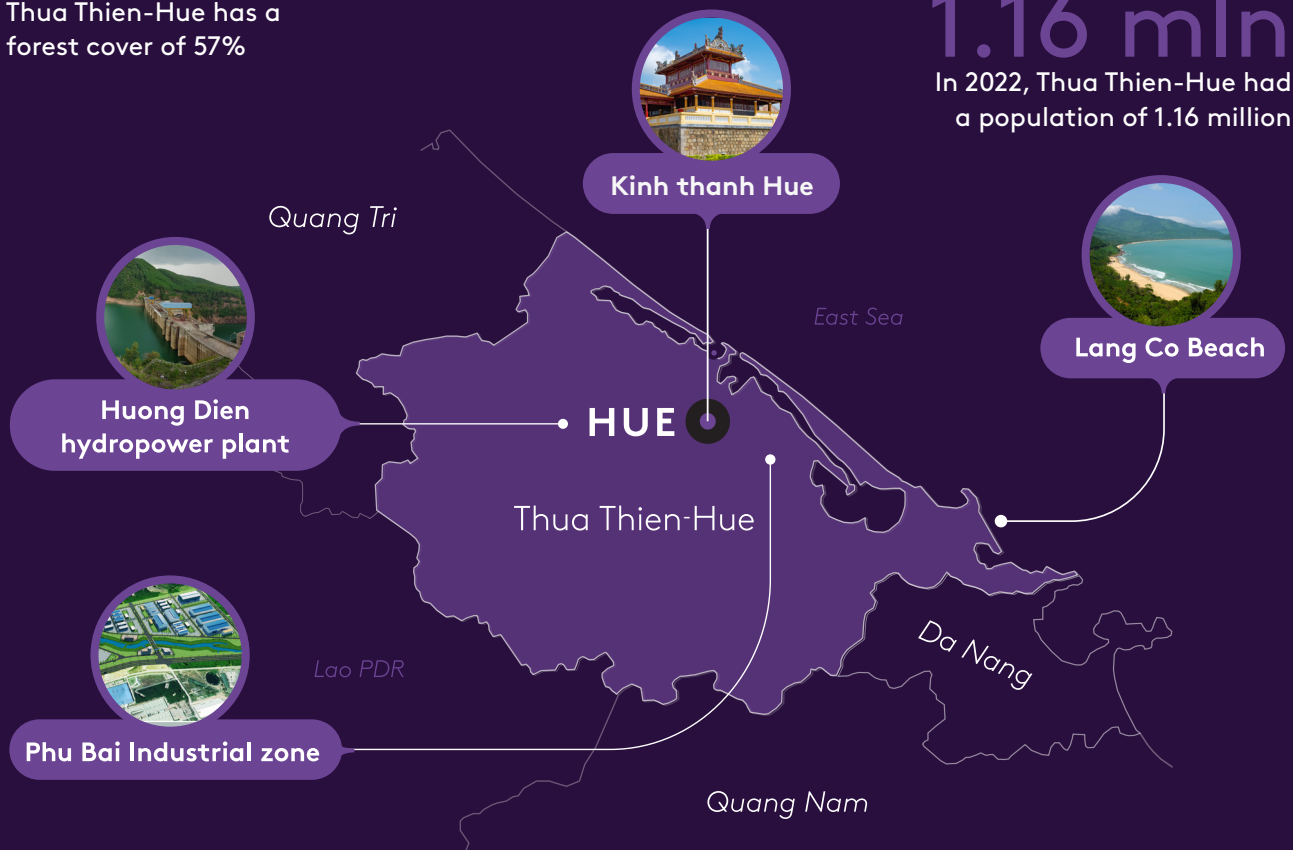 Thua Thien-Hue has a
forest cover of 57%
1.16 mln
In 2022, Thua Thien-Hue had
a population of 1.16 million
Kinh thanh Hue
Quang Tri
East Sea
Lang Co Beach
Huong Dien
hydropower plant
HUE
Thua Thien-Hue
Da Nang
Lao PDR
Phu Bai Industrial zone
Quang Nam